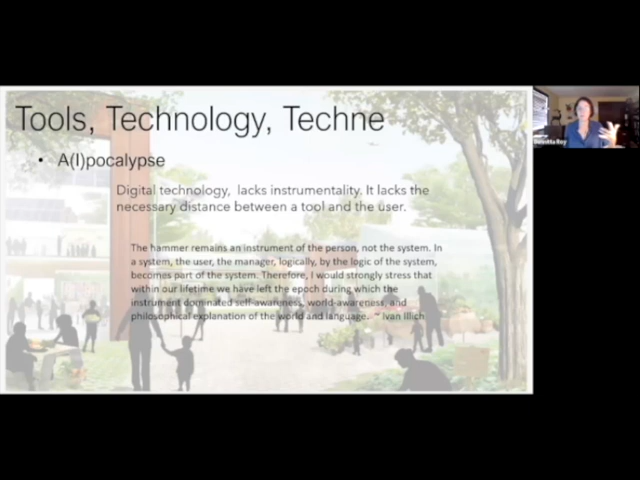 Tools, Technology, Techne
• A(I)pocalypse
Digital technology, lacks instrumentality. It lacks the
necessary distance between a tool and the user.
The hammer remains an instrument of the person, not the system. In
a system, the user, the manager, logically, by the logic of the system,
becomes part of the system. Therefore, I would strongly stress that
within our lifetime we have left the epoch during which the
instrument dominated self-awarness, world-awareness, and
philosophical explanation of the world and language. ~ Ivan Illich
Roy